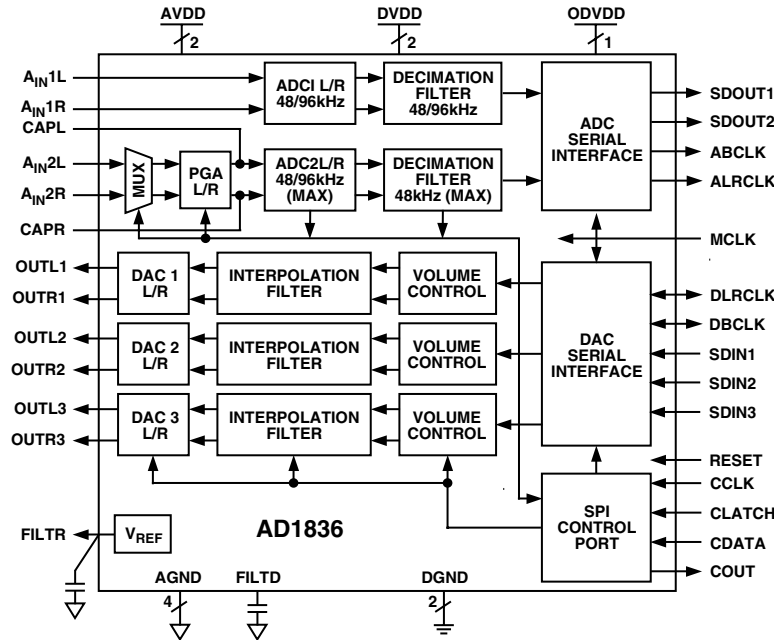 AVDD
DVDD
ODVDD
2
2
1
AIN1L
AIN1R
CAPL
AIN2L
AIN2R
CAPR
ADCI L/R
48/96kHz
DECIMATION
FILTER
48/96kHz
ADC
SERIAL
INTERFACE
SDOUT1
SDOUT2
ABCLK
ALRCLK
MUX
PGA
L/R
ADC2L/R
48/96kHz
(MAX)
DECIMATION
FILTER
48kHz (MAX)
MCLK
OUTL1
OUTR1
DAC 1
L/R
INTERPOLATION
FILTER
VOLUME
CONTROL
OUTL2
OUTR2
DAC 2
L/R
INTERPOLATION
FILTER
VOLUME
CONTROL
OUTL3
OUTR3
DAC 3
L/R
INTERPOLATION
FILTER
VOLUME
CONTROL
DAC
SERIAL
INTERFACE
DLRCLK
DBCLK
SDIN1
SDIN2
SDIN3
RESET
CCLK
CLATCH
CDATA
COUT
SPI
CONTROL
PORT
FILTR
VREF
AD1836
AGND
FILTD
DGND
4
2